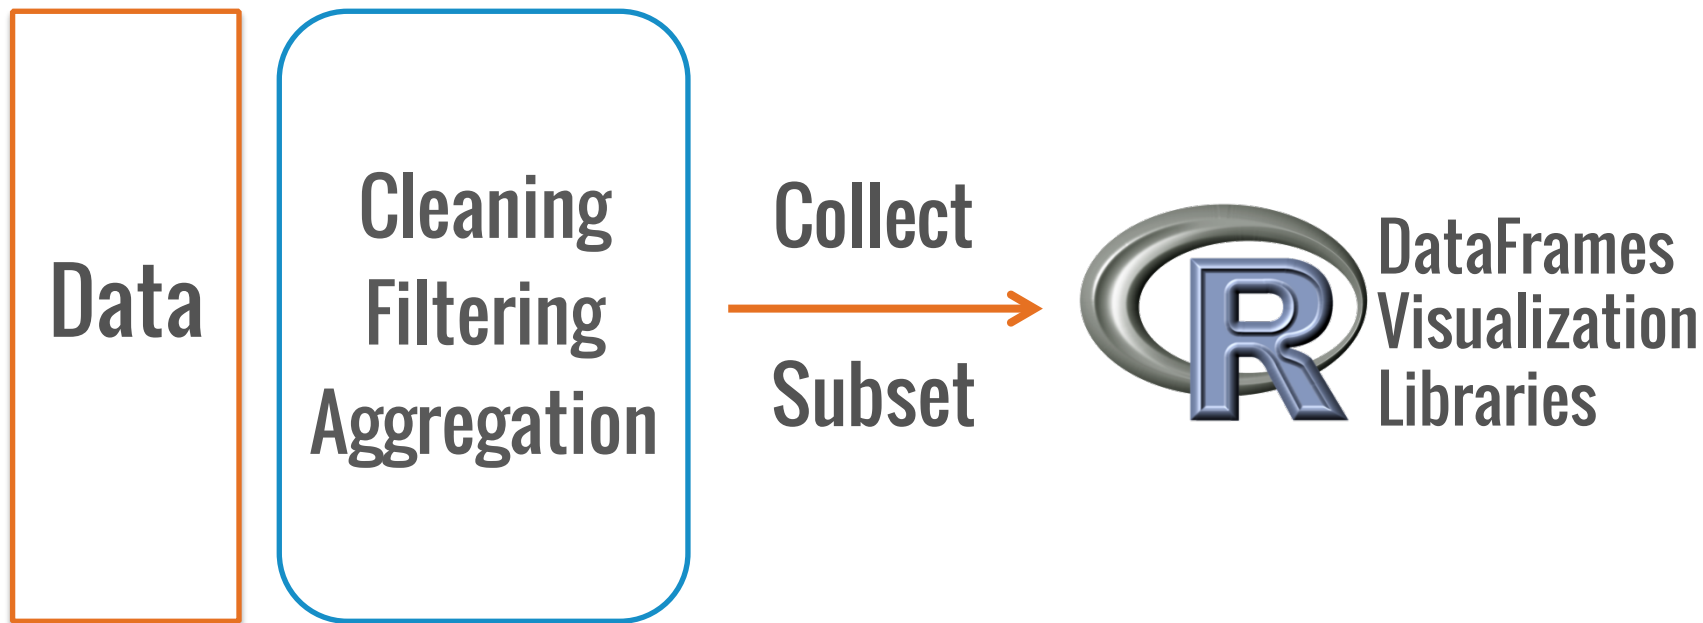 Data
Cleaning
Filtering
Aggregation
Collect
Subset
R
DataFrames
Visualization
Libraries